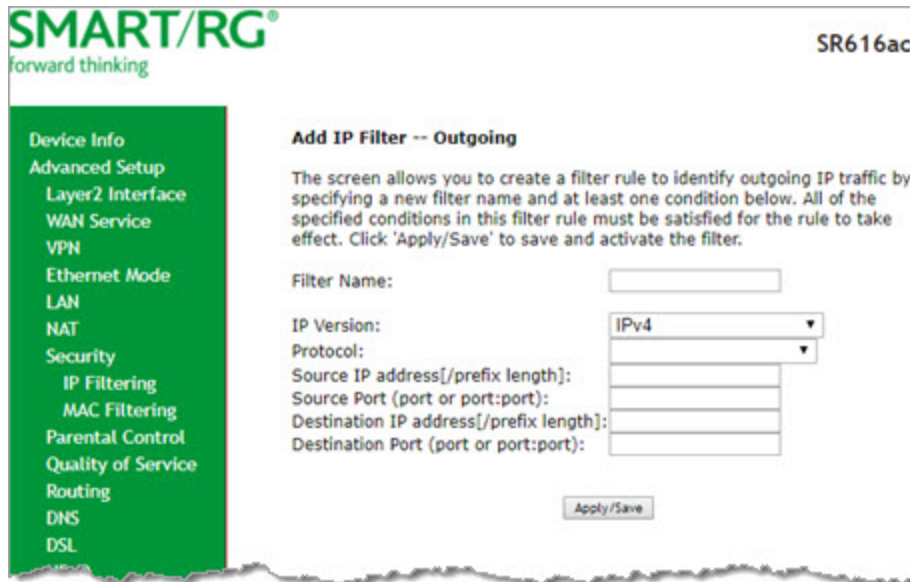 SMART/RG®
forward thinking
SR616ac
Device Info
Advanced Setup
Layer2 Interface
WAN Service
VPN
Ethernet Mode
LAN
NAT
Security
IP Filtering
MAC Filtering
Parental Control
Quality of Service
Routing
DNS
DSL
Add IP Filter -- Outgoing
The screen allows you to create a filter rule to identify outgoing IP traffic by
specifying a new filter name and at least one condition below. All of the
specified conditions in this filter rule must be satisfied for the rule to take
effect. Click 'Apply/Save' to save and activate the filter.
Filter Name:
IP Version: IPv4
Protocol:
Source IP address[/prefix length]:
Source Port (port or port:port):
Destination IP address[/prefix length]:
Destination Port (port or port:port):
Apply/Save